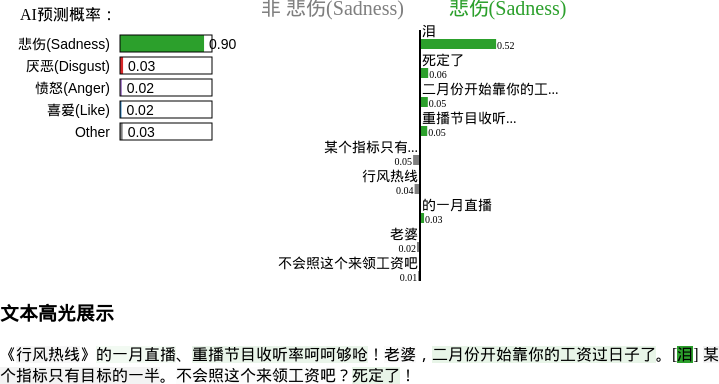 AI预测概率：
悲伤(Sadness) 0.90
厌恶(Disgust) 0.03
愤怒(Anger) 0.02
喜爱(Like) 0.02
Other 0.03
非 悲伤(Sadness) 悲伤(Sadness)
泪
0.52
死定了
0.06
二月份开始靠你的工...
0.05
重播节目收听...
0.05
某个指标只有...
0.05
行风热线
0.04
的一月直播
0.03
老婆
0.02
不会照这个来领工资吧
0.01
文本高光展示
《行风热线》的一月直播、重播节目收听率呵呵够呛！老婆，二月份开始靠你的工资过日子了。[泪] 某
个指标只有目标的一半。不会照这个来领工资吧？死定了！